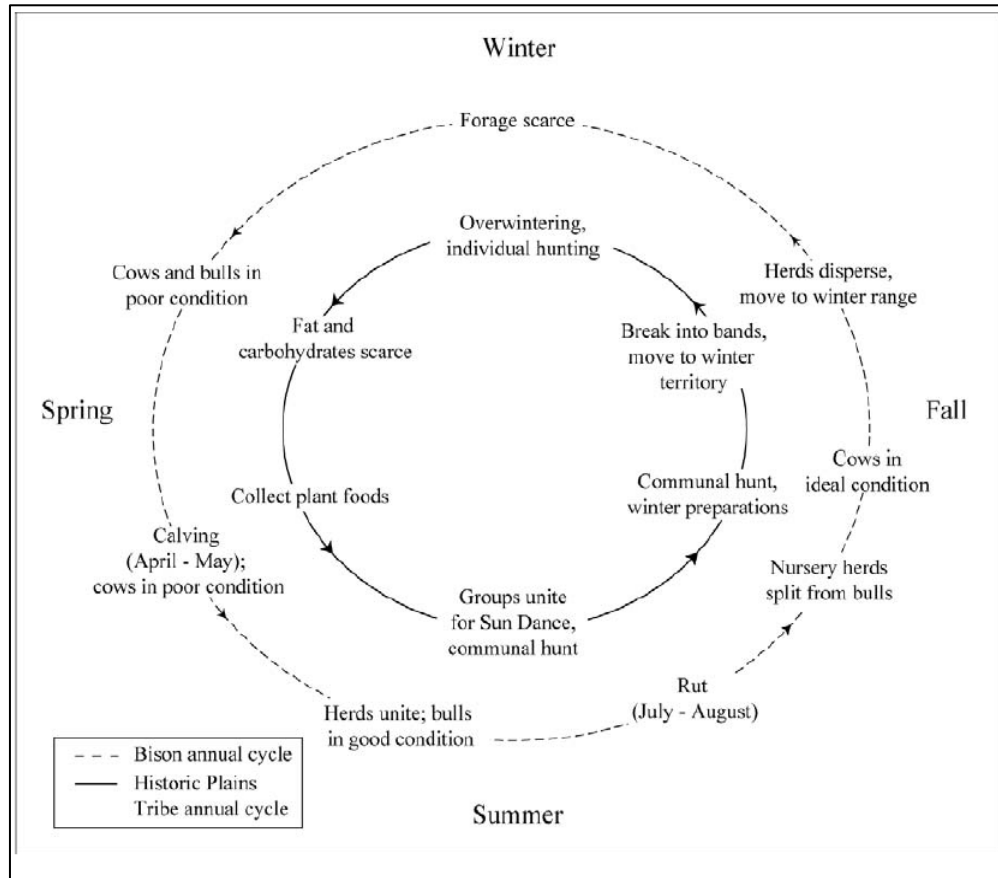 Winter
Forage scarce
Overwintering,
individual hunting
Cows and bulls in
poor condition
Herds disperse,
move to winter range
Fat and
carbohydrates scarce
Break into bands,
move to winter
territory
Spring
Fall
Cows in
ideal condition
Collect plant foods
Communal hunt,
winter preparations
Calving
(April - May);
cows in poor condition
Nursery herds
split from bulls
Groups unite
for Sun Dance,
communal hunt
Rut
(July - August)
Herds unite; bulls
in good condition
Bison annual cycle
Historic Plains
Tribe annual cycle
Summer